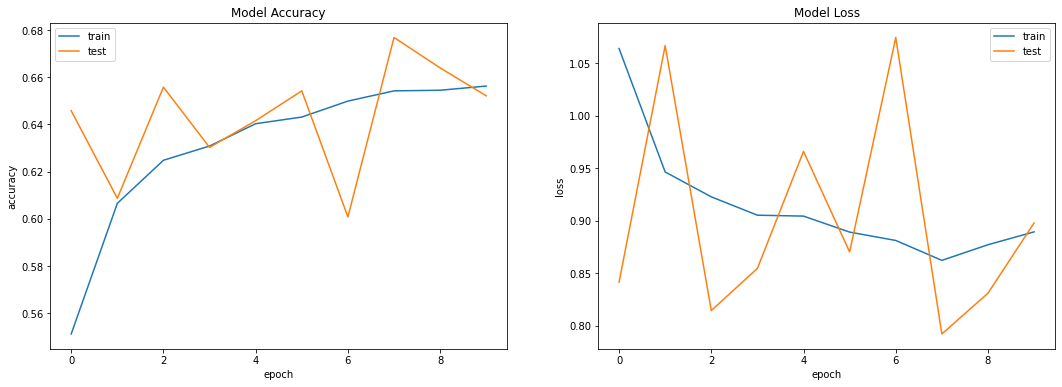 Model Accuracy
train
test
0.68
0.66
0.64
0.62
0.60
0.58
0.56
accuracy
0 2 4 6 8
epoch
Model Loss
train
test
1.05
1.00
0.95
0.90
0.85
0.80
loss
0 2 4 6 8
epoch